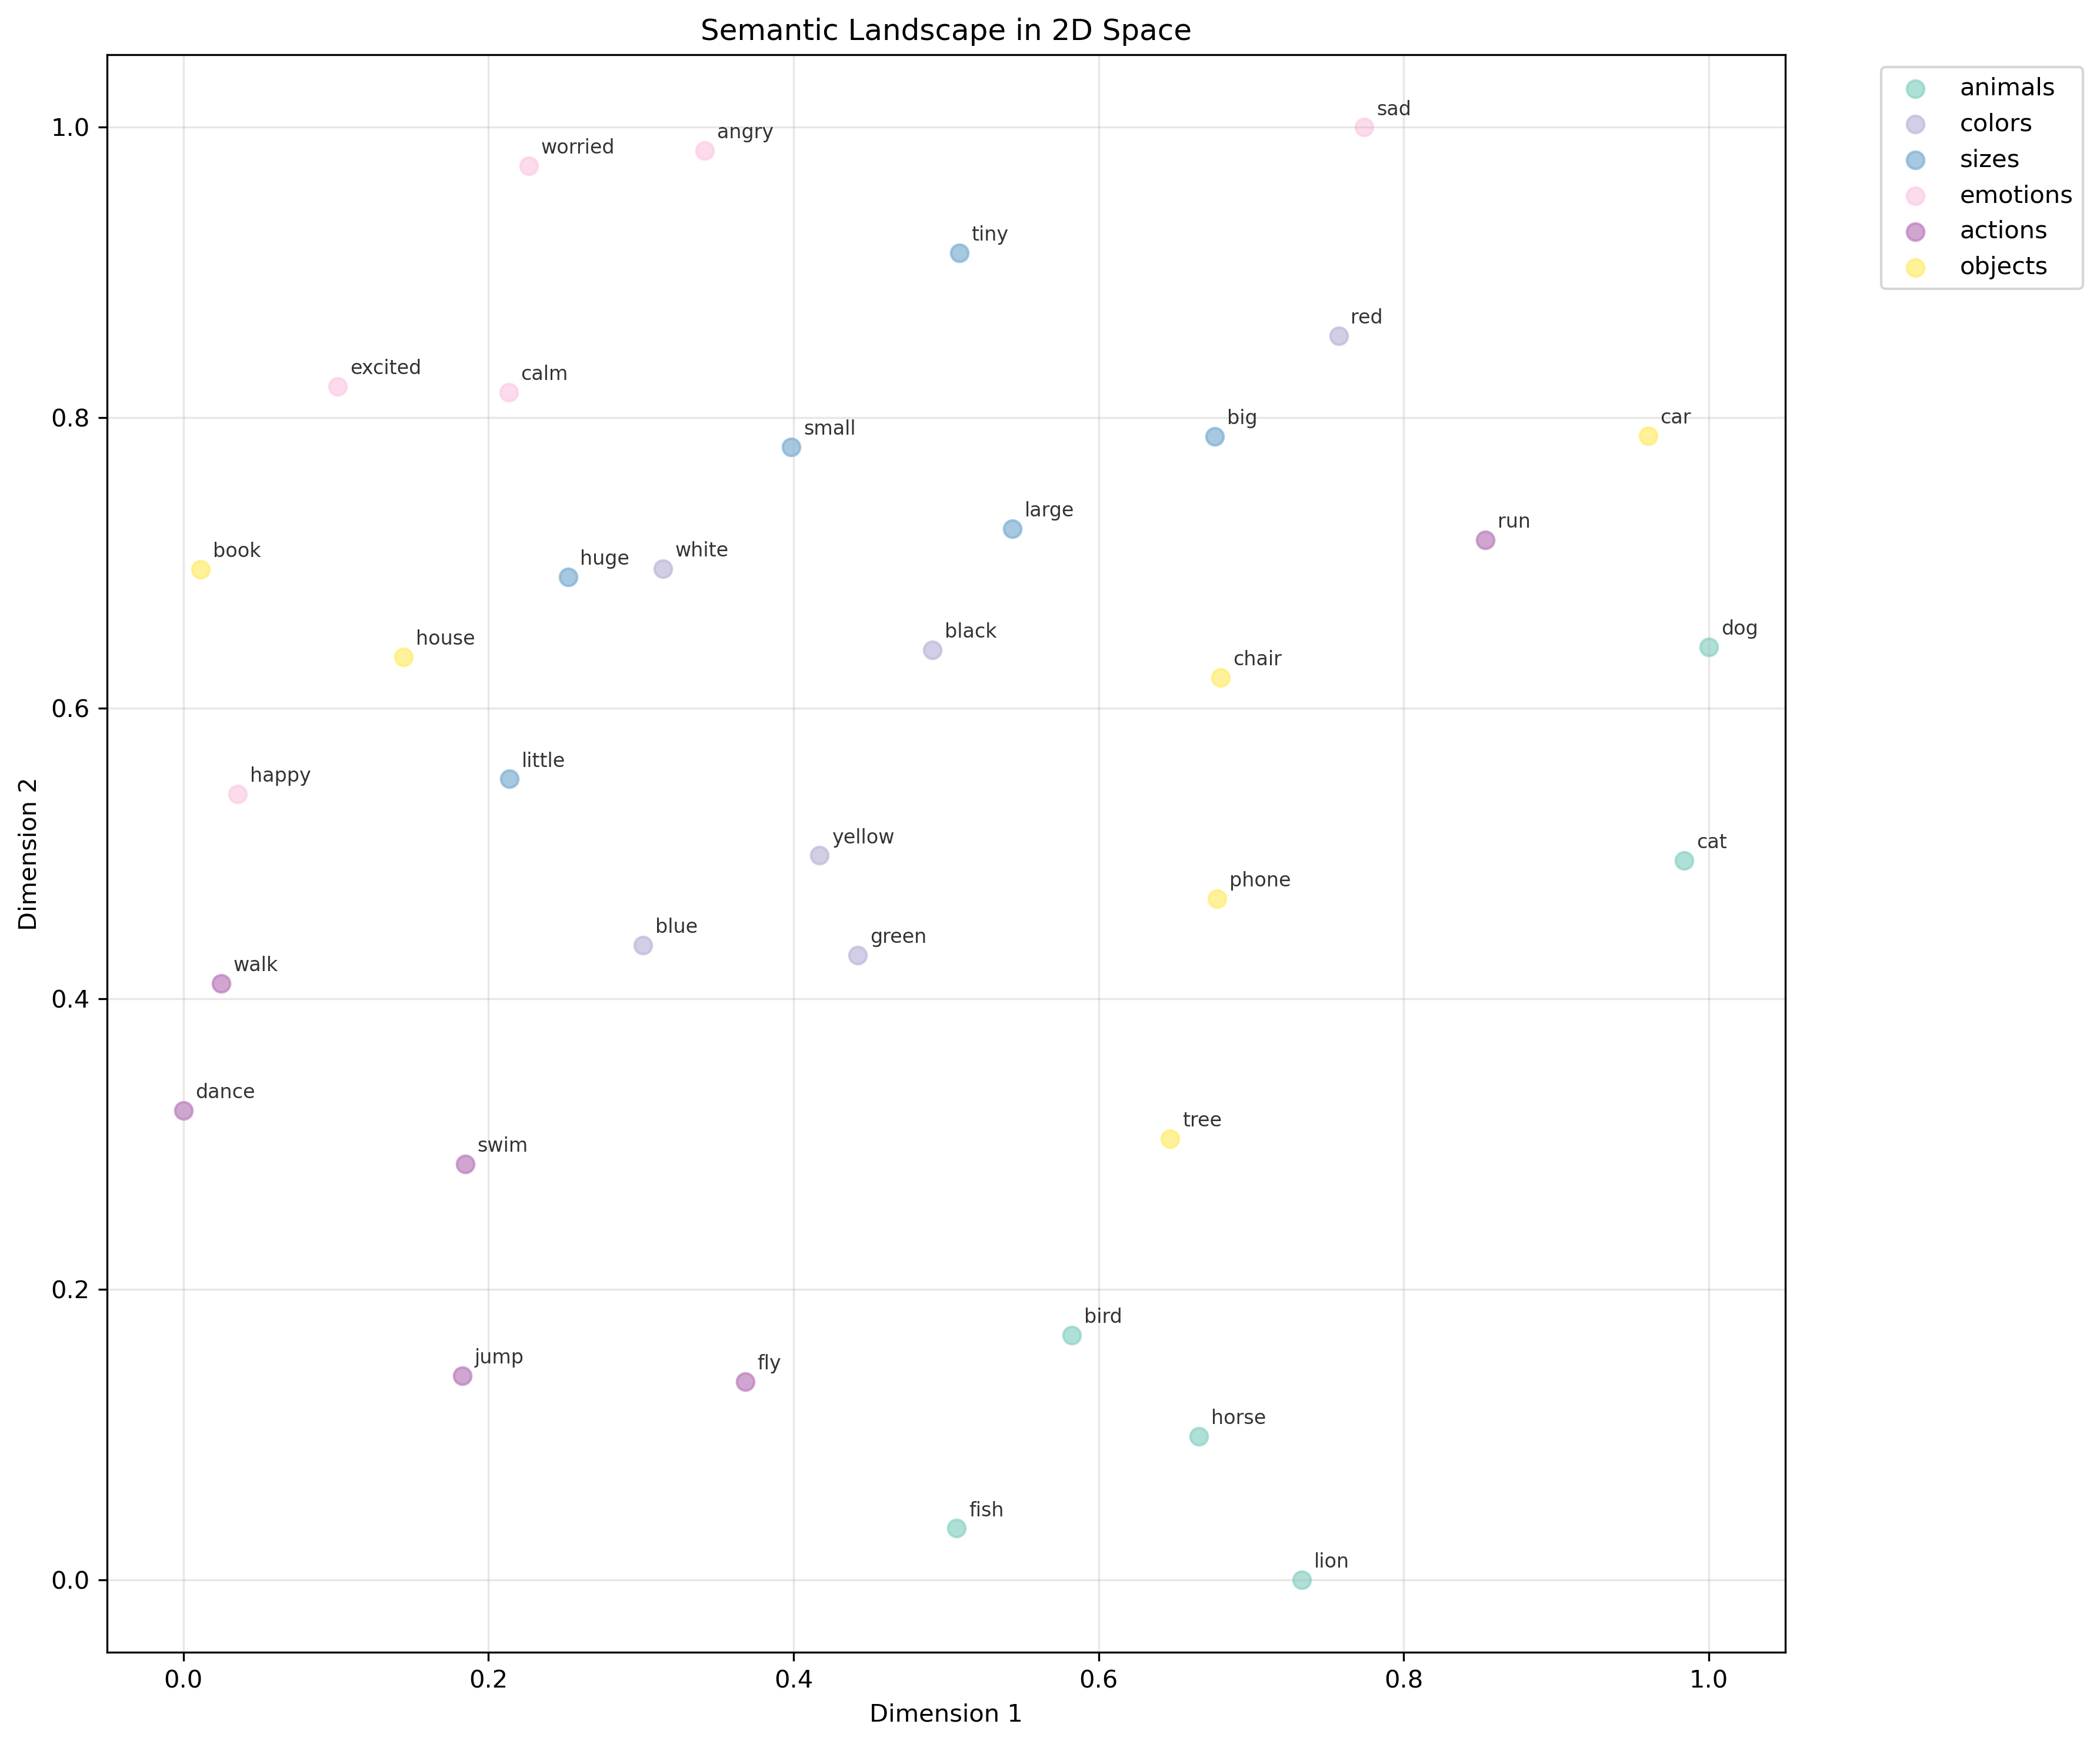 Semantic Landscape in 2D Space
animals
colors
sizes
emotions
actions
objects
sad
angry
worried
tiny
red
excited
calm
small
big
car
large
run
book
huge
white
house
black
chair
dog
happy
little
yellow
cat
phone
blue
green
walk
dance
swim
tree
bird
jump
fly
horse
fish
lion
1.0
0.8
0.6
0.4
0.2
0.0
Dimension 2
0.0 0.2 0.4 0.6 0.8 1.0
Dimension 1